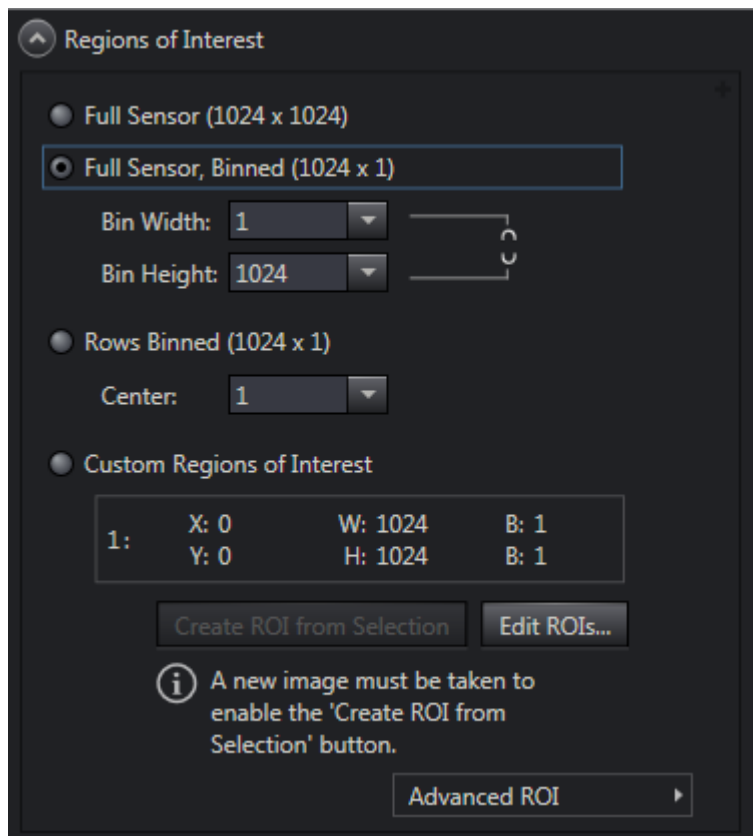 Regions of Interest
Full Sensor (1024 x 1024)
Full Sensor, Binned (1024 x 1)
Bin Width: 1
Bin Height: 1024
Rows Binned (1024 x 1)
Center: 1
Custom Regions of Interest
1: X: 0 W: 1024 B: 1
Y: 0 H: 1024 B: 1
Create ROI from Selection Edit ROIs...
A new image must be taken to
enable the 'Create ROI from
Selection' button.
Advanced ROI